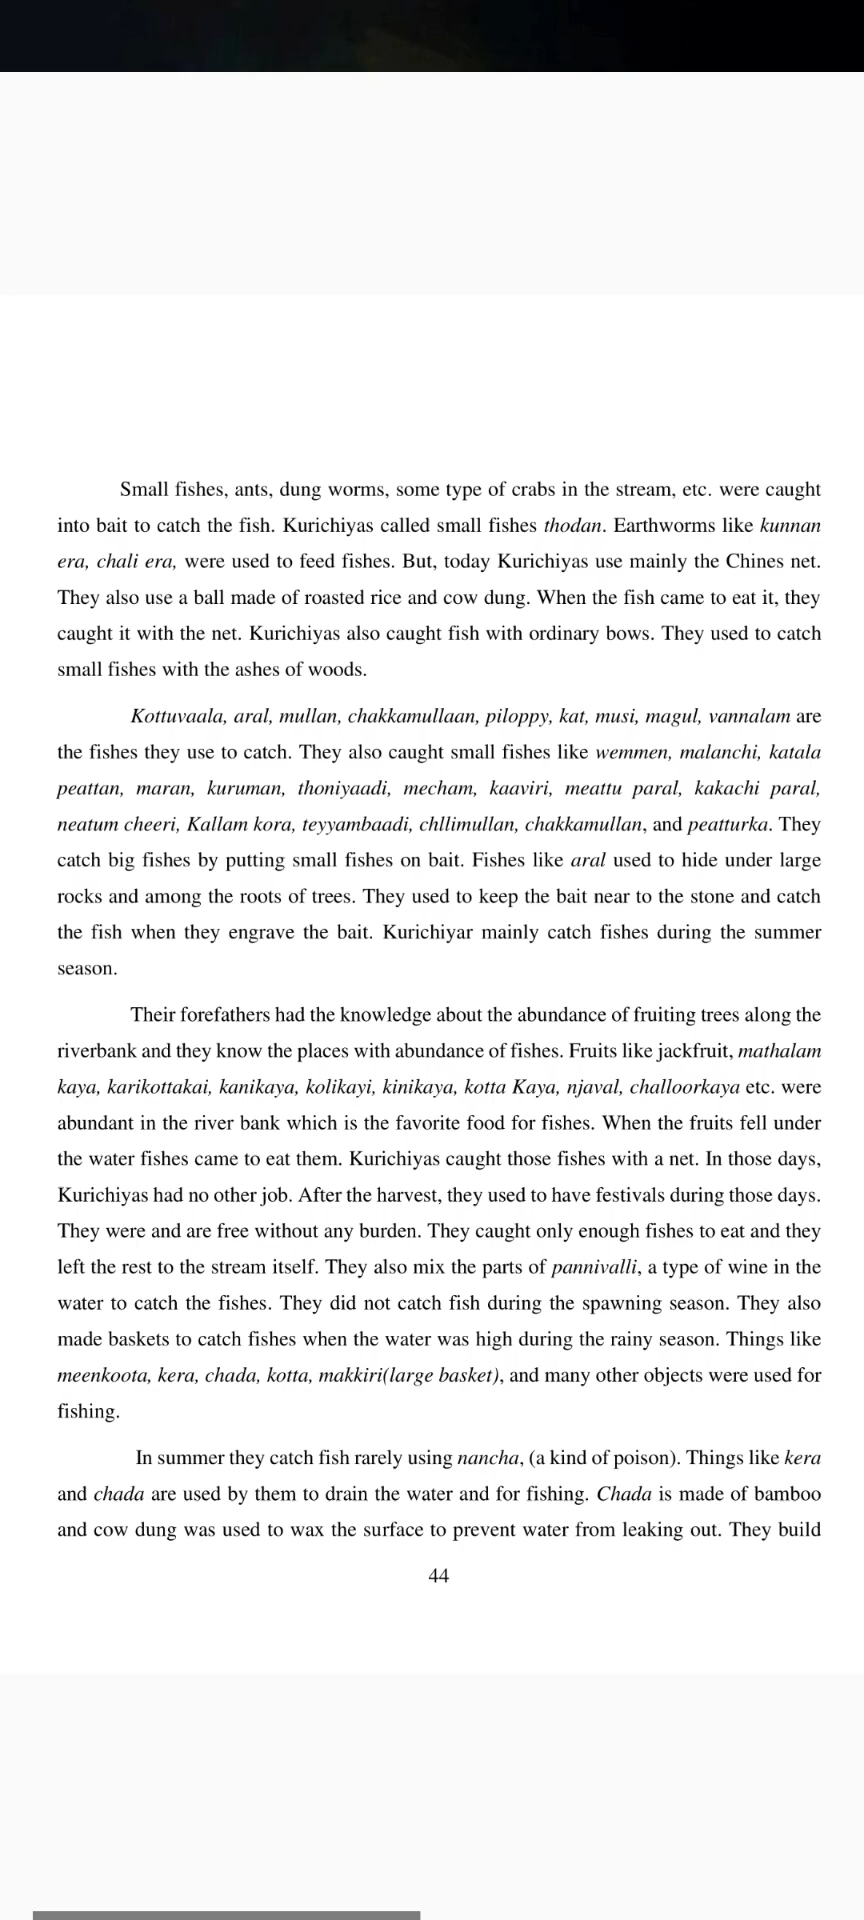 Small fishes, ants, dung worms, some type of crabs in the stream, etc. were caught
into bait to catch the fish. Kurichiyas called small fishes thodan. Earthworms like kunnan
era, chali era, were used to feed fishes. But, today Kurichiyas use mainly the Chines net.
They also use a ball made of roasted rice and cow dung. When the fish came to eat it, they
caught it with the net. Kurichiyas also caught fish with ordinary bows. They used to catch
small fishes with the ashes of woods.
Kottuvaala, aral, mullan, chakkamullaan, piloppy, kat, musi, magul, vannalam are
the fishes they use to catch. They also caught small fishes like wemmen, malanchi, katala
peattan, maran, kuruman, thoniyaadi, mecham, kaaviri, meattu paral, kakachi paral,
neatum cheeri, Kallam kora, teyyambaadi, chllimullan, chakkamullan, and peatturka. They
catch big fishes by putting small fishes on bait. Fishes like aral used to hide under large
rocks and among the roots of trees. They used to keep the bait near to the stone and catch
the fish when they engrave the bait. Kurichiyar mainly catch fishes during the summer
season.
Their forefathers had the knowledge about the abundance of fruiting trees along the
riverbank and they know the places with abundance of fishes. Fruits like jackfruit, mathalam
kaya, karikottakai, kanikaya, kolikayi, kinikaya, kotta Kaya, njaval, challoorkaya etc. were
abundant in the river bank which is the favorite food for fishes. When the fruits fell under
the water fishes came to eat them. Kurichiyas caught those fishes with a net. In those days,
Kurichiyas had no other job. After the harvest, they used to have festivals during those days.
They were and are free without any burden. They caught only enough fishes to eat and they
left the rest to the stream itself. They also mix the parts of pannivalli, a type of wine in the
water to catch the fishes. They did not catch fish during the spawning season. They also
made baskets to catch fishes when the water was high during the rainy season. Things like
meenkoota, kera, chada, kotta, makkiri(large basket), and many other objects were used for
fishing.
In summer they catch fish rarely using nancha, (a kind of poison). Things like kera
and chada are used by them to drain the water and for fishing. Chada is made of bamboo
and cow dung was used to wax the surface to prevent water from leaking out. They build
44